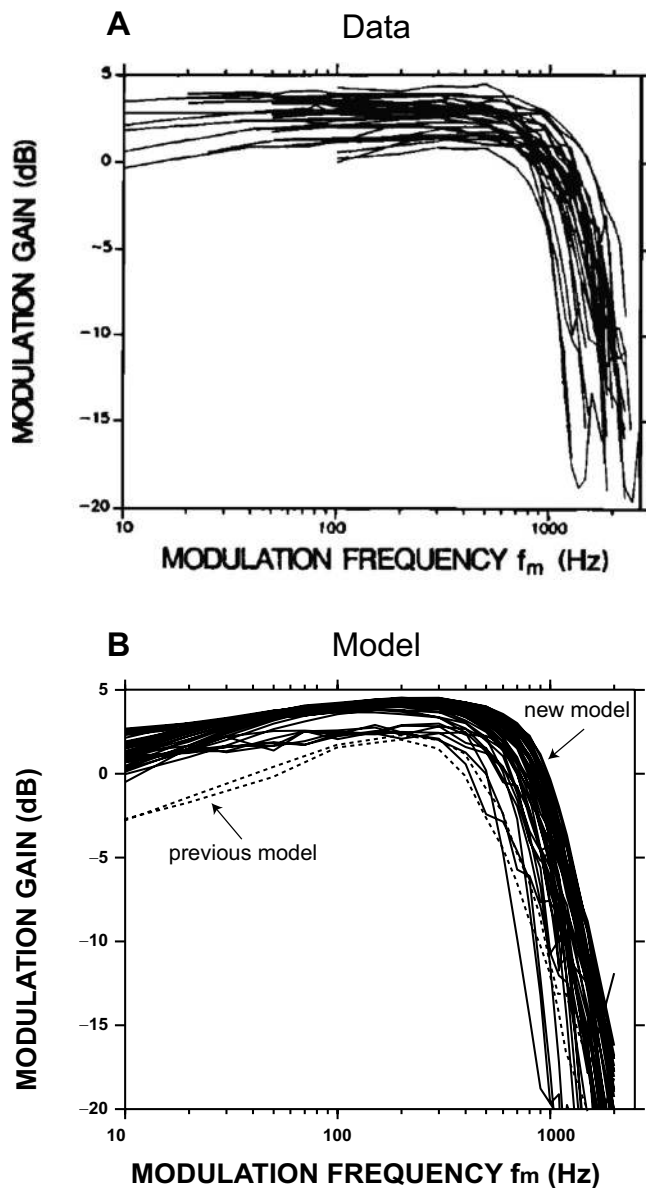 A
Data
MODULATION GAIN (dB)
5
0
−5
−10
−15
−20
10
100
1000
MODULATION FREQUENCY fm (Hz)
B
Model
MODULATION GAIN (dB)
5
0
−5
−10
−15
−20
new model
previous model
10
100
1000
MODULATION FREQUENCY fm (Hz)